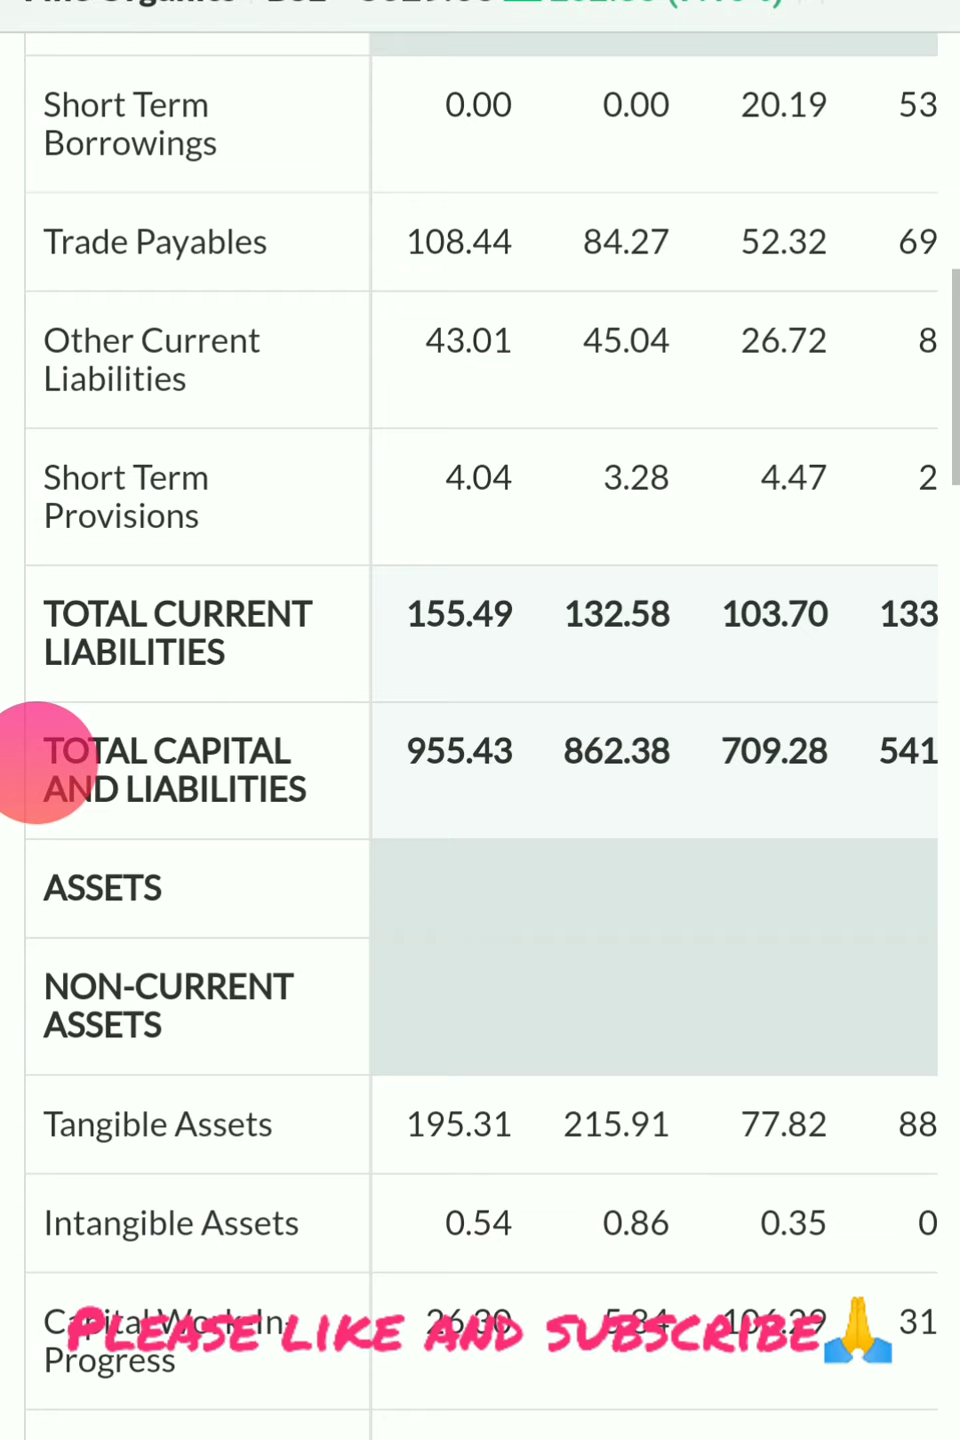 Short Term 0.00 0.00 20.19 53
Borrowings
Trade Payables 108.44 84.27 52.32 69
Other Current 43.01 45.04 26.72 8
Liabilities
Short Term 4.04 3.28 4.47 2
Provisions
TOTAL CURRENT 155.49 132.58 103.70 133
LIABILITIES
TOTAL CAPITAL 955.43 862.38 709.28 541
AND LIABILITIES
ASSETS
NON-CURRENT
ASSETS
Tangible Assets 195.31 215.91 77.82 88
Intangible Assets 0.54 0.86 0.35 0
Capital Work-In- 31
Progress
PLEASE LIKE AND SUBSCRIBE🙏